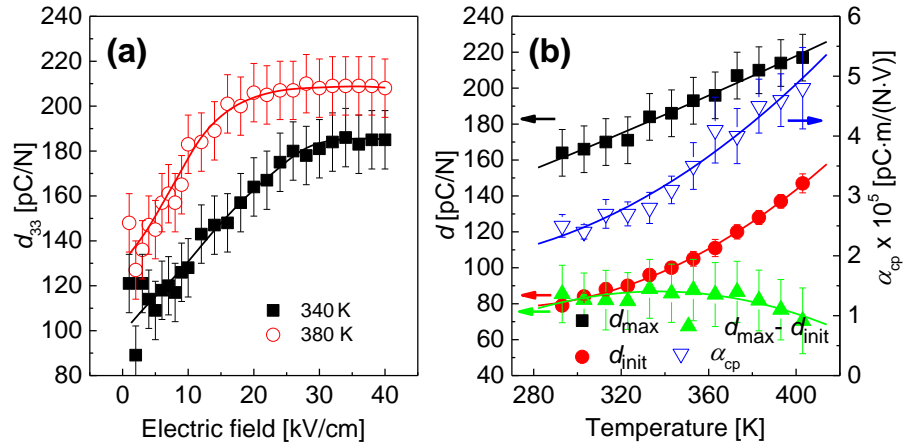 (a)
d33 [pC/N]
220
200
180
160
140
120
100
80
340 K
380 K
0 10 20 30 40
Electric field [kV/cm]
(b)
d [pC/N]
240
220
200
180
160
140
120
100
80
60
40
dmax
dmax - dinit
dinit
αcp
280 320 360 400
Temperature [K]
6
5
4
3
2
1
0
αcp x 10^5 [pC·m/(N·V)]